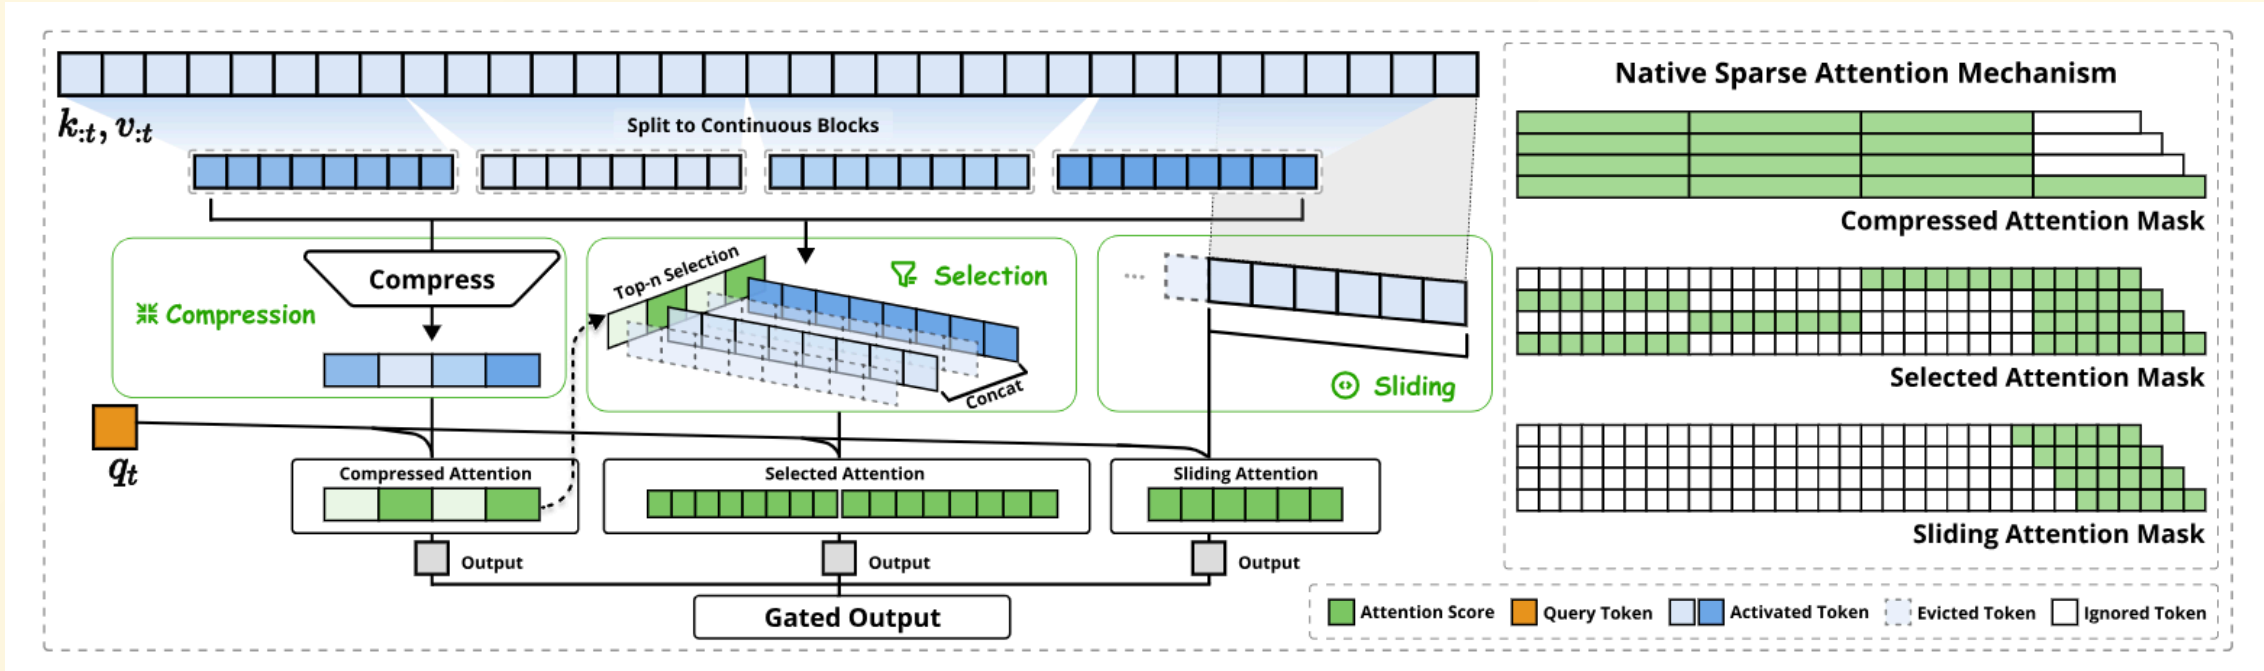 k:t, v:t
Split to Continuous Blocks
Compress
Compression
Top-n Selection
Selection
Concat
...
Sliding
qt
Compressed Attention
Selected Attention
Sliding Attention
Output
Output
Output
Gated Output
Native Sparse Attention Mechanism
Compressed Attention Mask
Selected Attention Mask
Sliding Attention Mask
Attention Score
Query Token
Activated Token
Evicted Token
Ignored Token